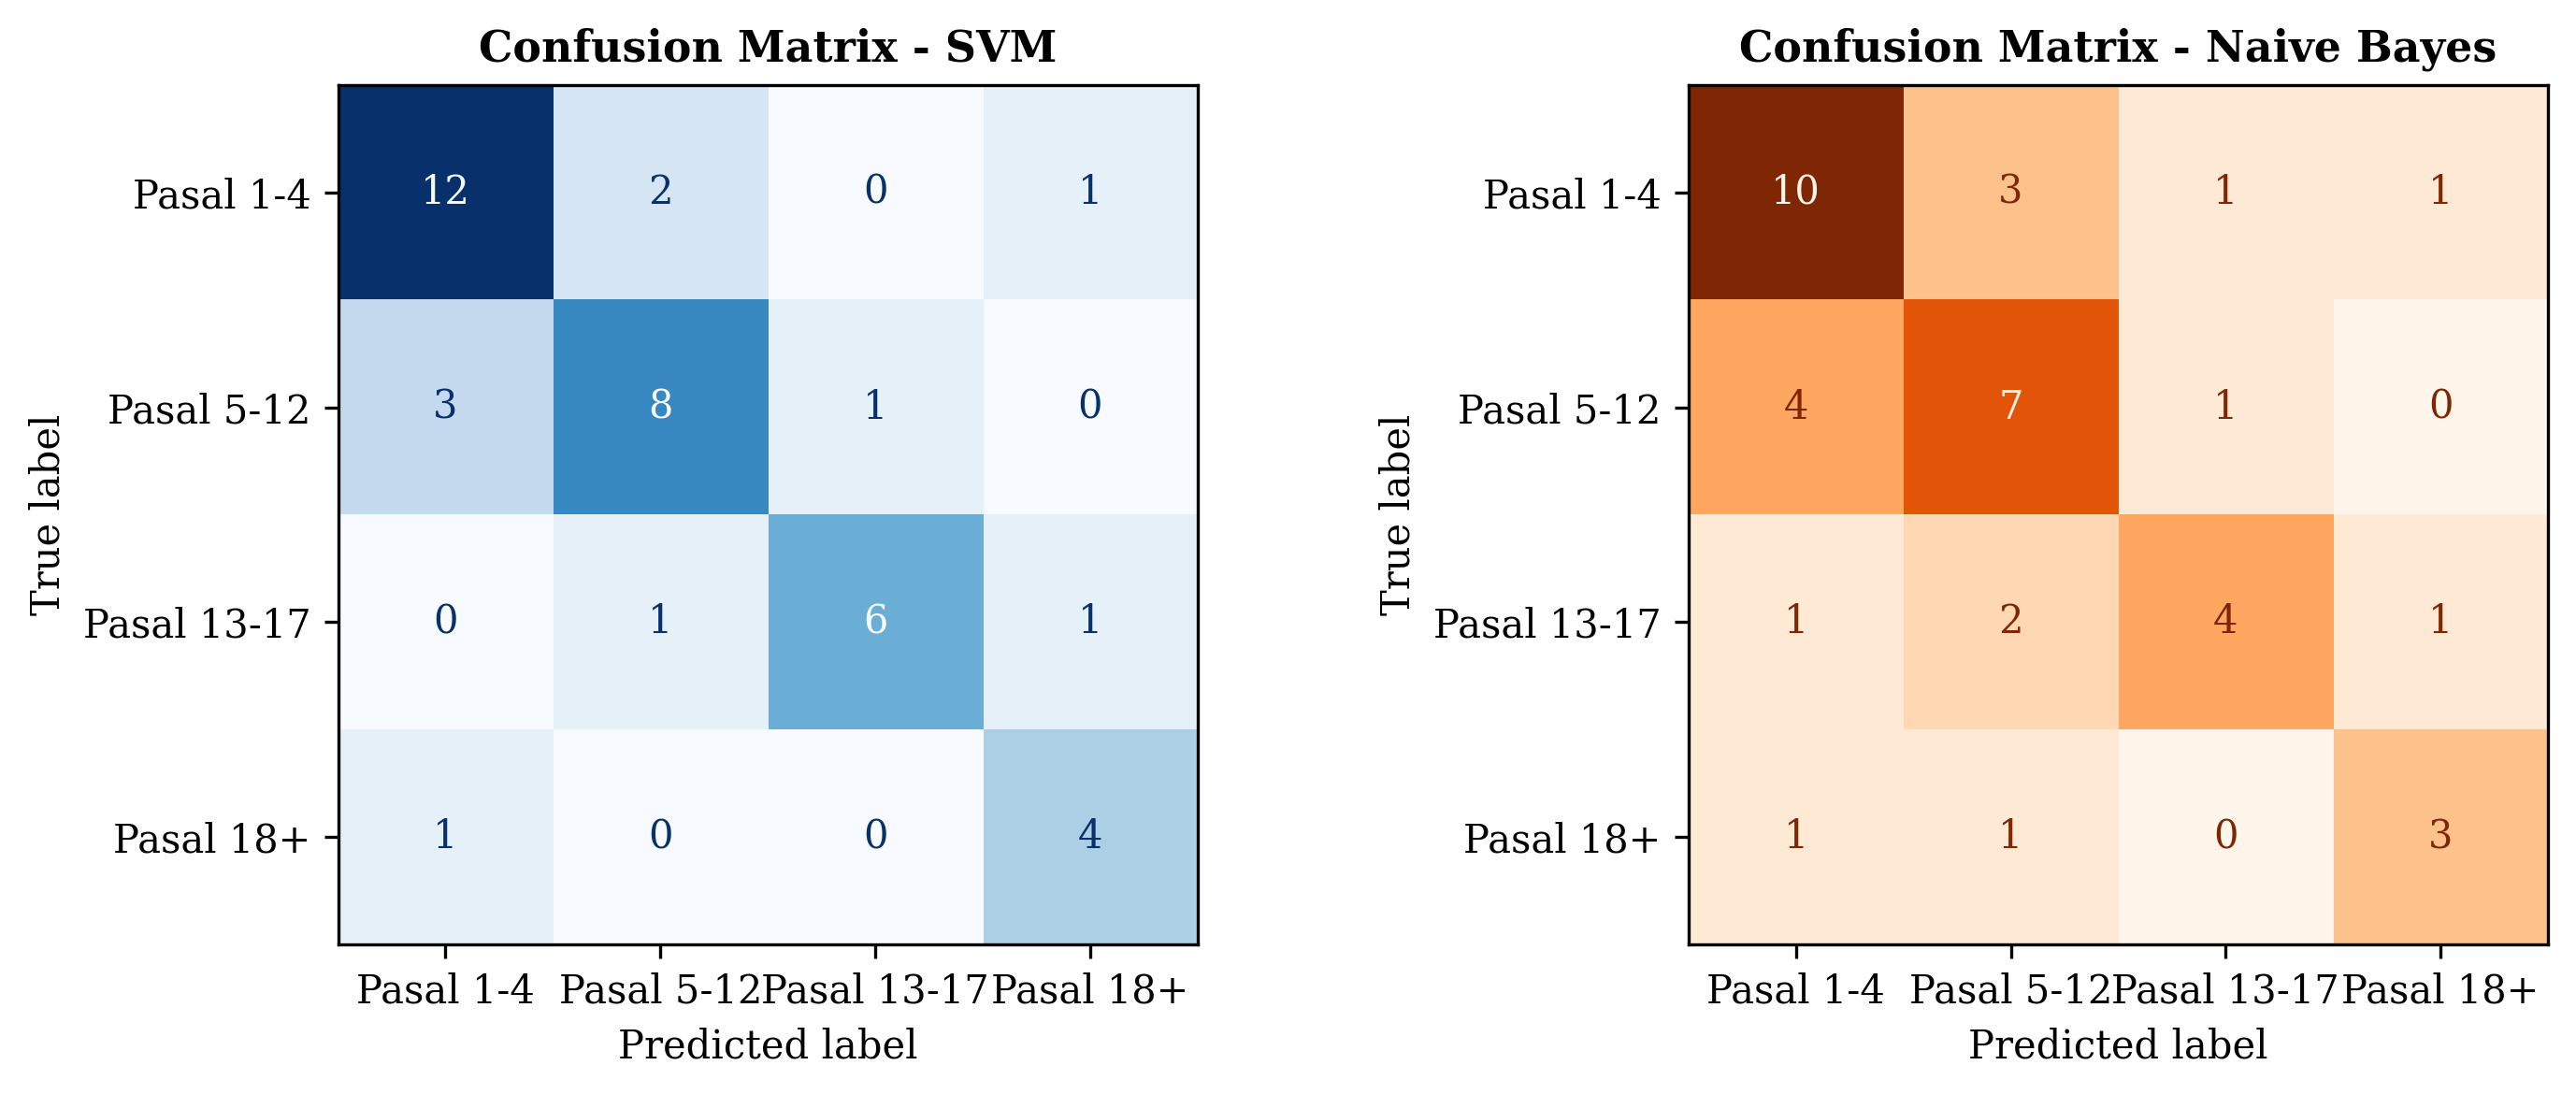 Confusion Matrix - SVM
True label
Pasal 1-4
12 2 0 1
Pasal 5-12
3 8 1 0
Pasal 13-17
0 1 6 1
Pasal 18+
1 0 0 4
Pasal 1-4 Pasal 5-12 Pasal 13-17 Pasal 18+
Predicted label
Confusion Matrix - Naive Bayes
True label
Pasal 1-4
10 3 1 1
Pasal 5-12
4 7 1 0
Pasal 13-17
1 2 4 1
Pasal 18+
1 1 0 3
Pasal 1-4 Pasal 5-12 Pasal 13-17 Pasal 18+
Predicted label